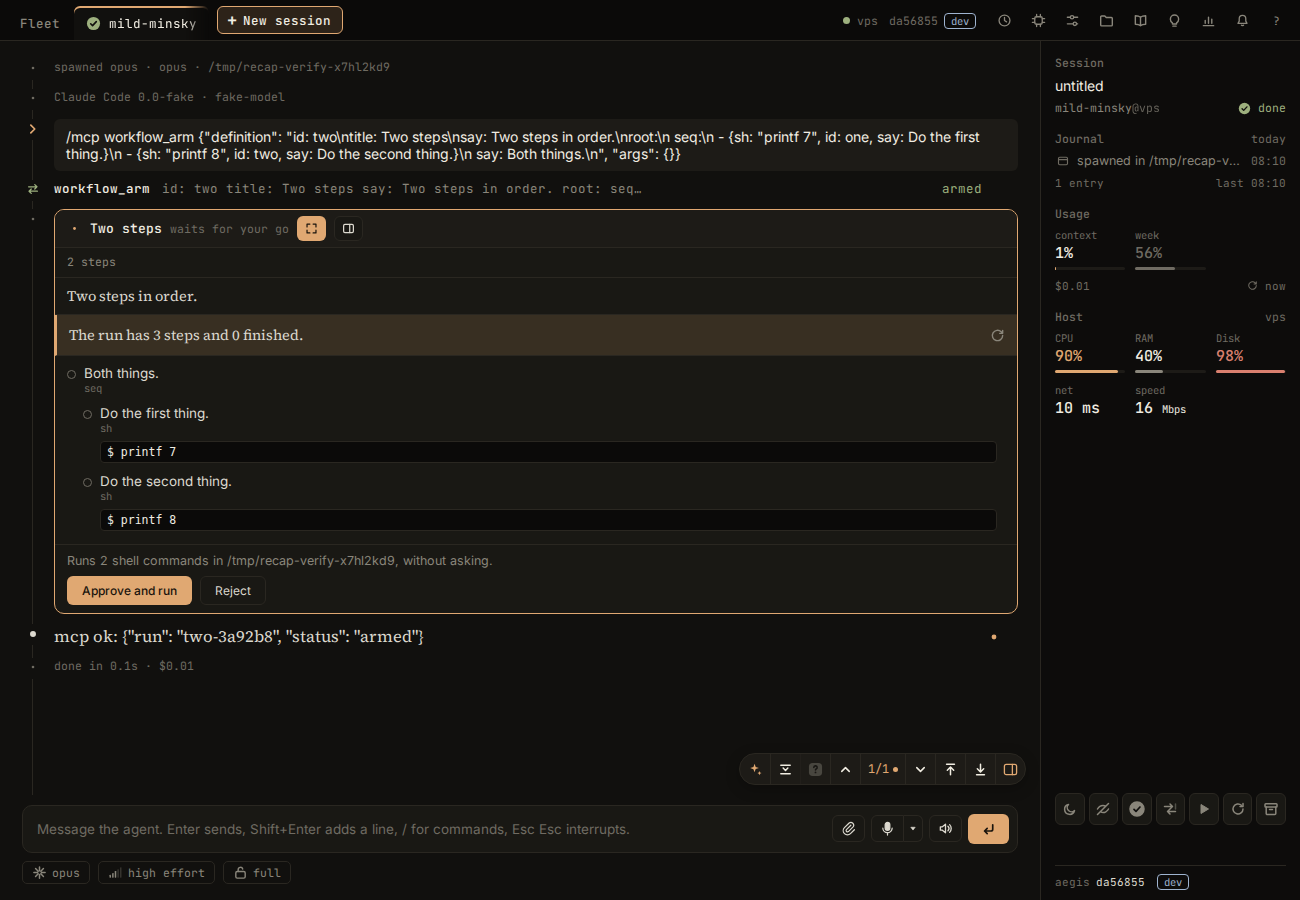 Fleet
mild-minsky
+ New session
vps da56855 dev
?
spawned opus · opus · /tmp/recap-verify-x7hl2kd9
Claude Code 0.0-fake · fake-model
/mcp workflow_arm {"definition": "id: two\ntitle: Two steps\nsay: Two steps in order.\nroot:\n seq:\n - {sh: "printf 7", id: one, say: Do the first
thing.}\n - {sh: "printf 8", id: two, say: Do the second thing.}\n say: Both things.\n", "args": {}}
workflow_arm id: two title: Two steps say: Two steps in order. root: seq… armed
· Two steps waits for your go
2 steps
Two steps in order.
The run has 3 steps and 0 finished.
Both things.
seq
Do the first thing.
sh
$ printf 7
Do the second thing.
sh
$ printf 8
Runs 2 shell commands in /tmp/recap-verify-x7hl2kd9, without asking.
Approve and run
Reject
mcp ok: {"run": "two-3a92b8", "status": "armed"}
done in 0.1s · $0.01
?
1/1
Message the agent. Enter sends, Shift+Enter adds a line, / for commands, Esc Esc interrupts.
opus
high effort
full
Session
untitled
mild-minsky@vps done
Journal today
spawned in /tmp/recap-v... 08:10
1 entry last 08:10
Usage
context week
1% 56%
$0.01 now
Host vps
CPU RAM Disk
90% 40% 98%
net speed
10 ms 16 Mbps
aegis da56855 dev